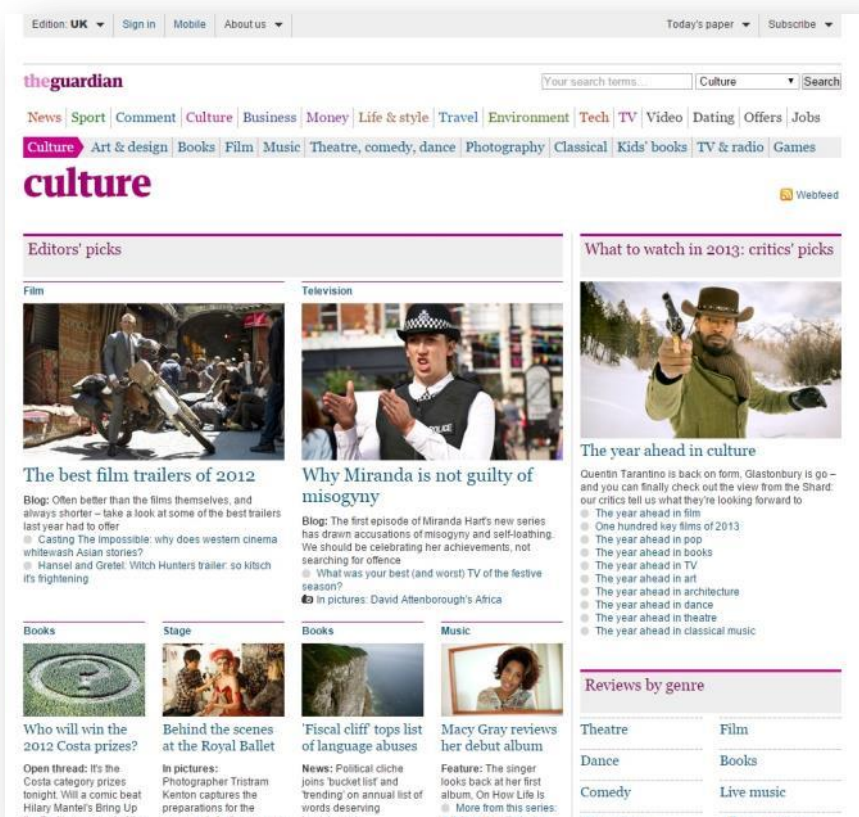 Edition: UK Sign in Mobile About us Today's paper Subscribe
theguardian
Your search terms... Culture Search
News Sport Comment Culture Business Money Life & style Travel Environment Tech TV Video Dating Offers Jobs
Culture Art & design Books Film Music Theatre, comedy, dance Photography Classical Kids' books TV & radio Games
culture
Webfeed
Editors' picks
Film
The best film trailers of 2012
Blog: Often better than the films themselves, and
always shorter – take a look at some of the best trailers
last year had to offer
Casting The Impossible: why does western cinema
whitewash Asian stories?
Hansel and Gretel: Witch Hunters trailer: so kitsch
it's frightening
Television
POLICE
Why Miranda is not guilty of
misogyny
Blog: The first episode of Miranda Hart's new series
has drawn accusations of misogyny and self-loathing.
We should be celebrating her achievements, not
searching for offence
What was your best (and worst) TV of the festive
season?
In pictures: David Attenborough's Africa
What to watch in 2013: critics' picks
The year ahead in culture
Quentin Tarantino is back on form, Glastonbury is go –
and you can finally check out the view from the Shard:
our critics tell us what they're looking forward to
The year ahead in film
One hundred key films of 2013
The year ahead in pop
The year ahead in books
The year ahead in TV
The year ahead in art
The year ahead in architecture
The year ahead in dance
The year ahead in theatre
The year ahead in classical music
Books
Who will win the
2012 Costa prizes?
Open thread: It's the
Costa category prizes
tonight. Will a comic beat
Hilary Mantel's Bring Up
Stage
Behind the scenes
at the Royal Ballet
In pictures:
Photographer Tristram
Kenton captures the
preparations for the
Books
'Fiscal cliff' tops list
of language abuses
News: Political cliche
joins 'bucket list' and
'trending' on annual list of
words deserving
Music
Macy Gray reviews
her debut album
Feature: The singer
looks back at her first
album, On How Life Is
More from this series:
Reviews by genre
Theatre Film
Dance Books
Comedy Live music